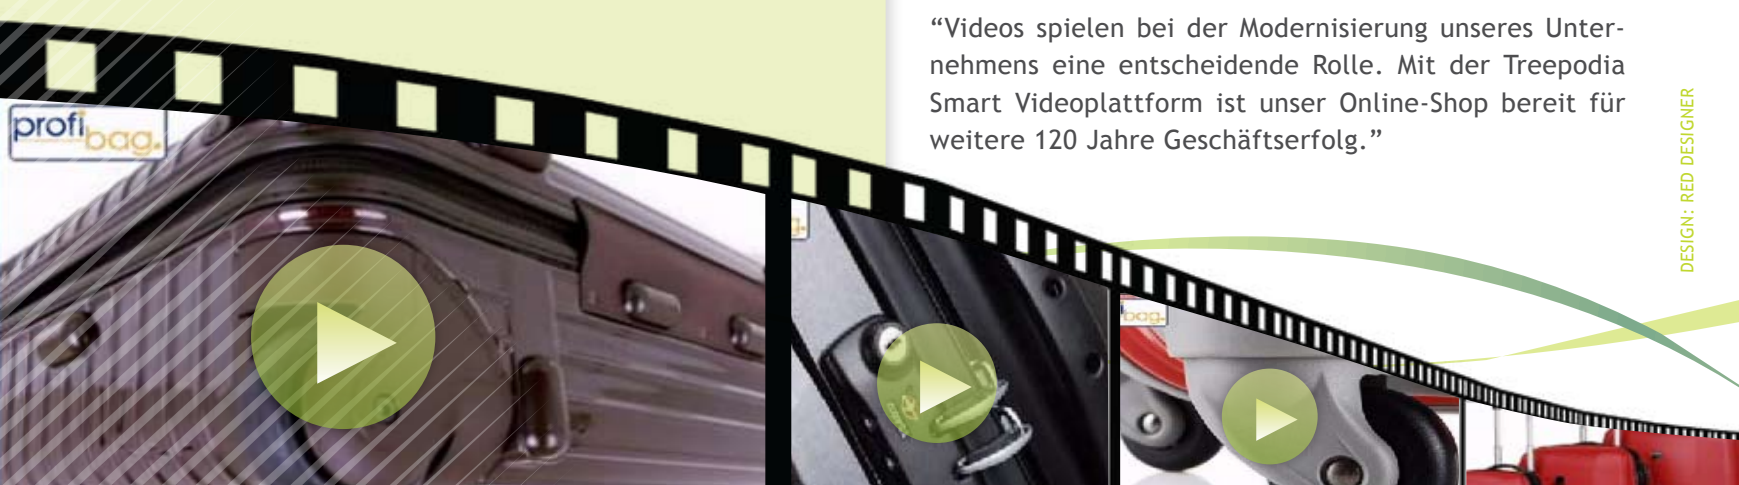 “Videos spielen bei der Modernisierung unseres Unter-
nehmens eine entscheidende Rolle. Mit der Treepodia
Smart Videoplattform ist unser Online-Shop bereit für
weitere 120 Jahre Geschäftserfolg.”
DESIGN: RED DESIGNER
profibag.
g.
bag.